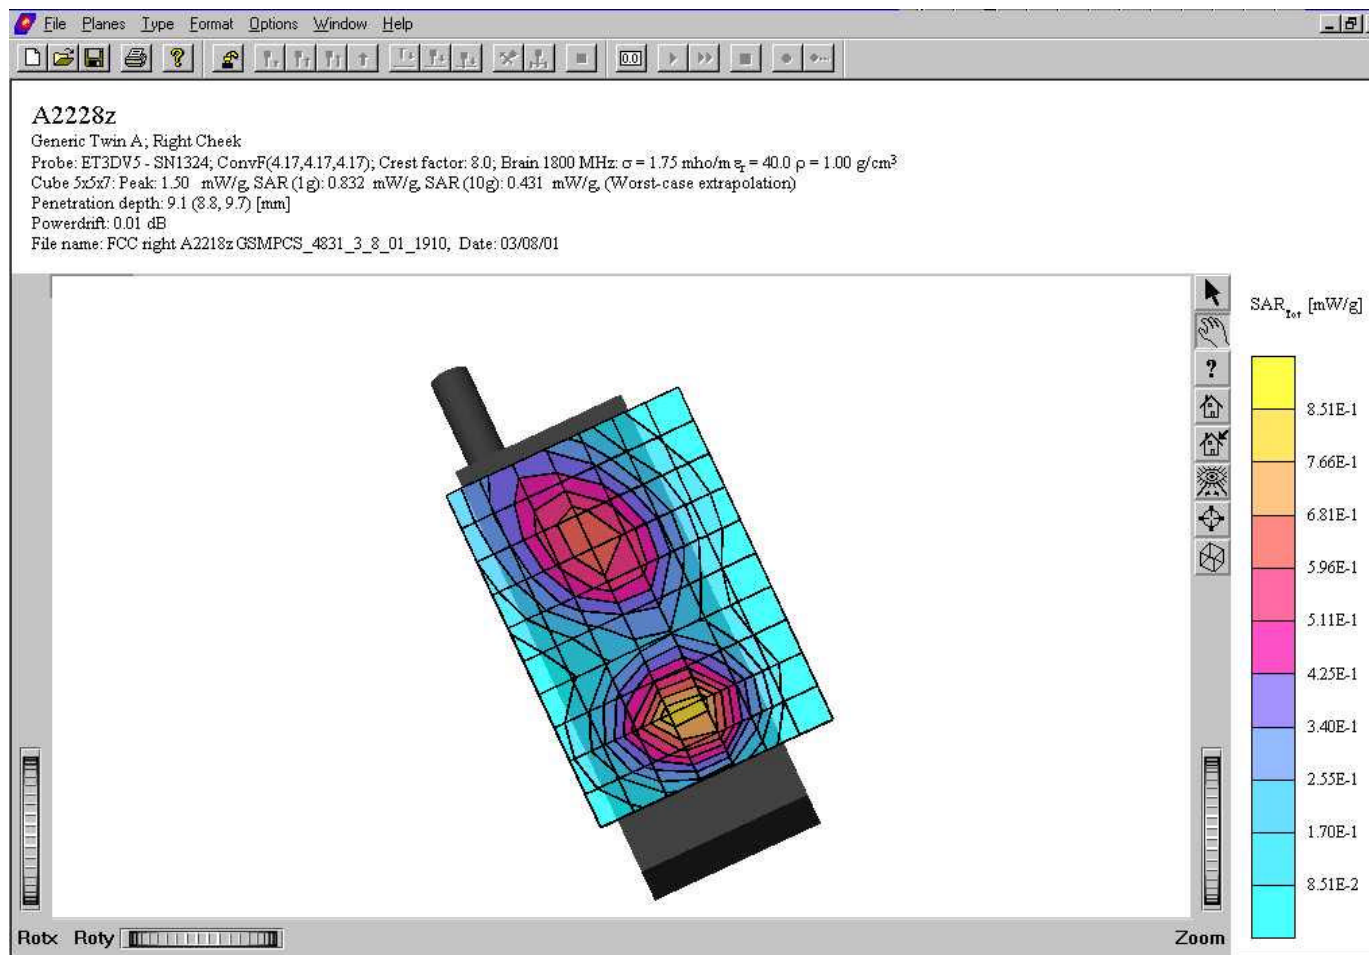 File Planes Type Format Options Window Help
0.0
A2228z
Generic Twin A; Right Cheek
Probe: ET3DV5 - SN1324; ConvF(4.17,4.17,4.17); Crest factor: 8.0; Brain 1800 MHz: σ = 1.75 mho/m εr = 40.0 ρ = 1.00 g/cm³
Cube 5x5x7: Peak: 1.50 mW/g, SAR (1g): 0.832 mW/g, SAR (10g): 0.431 mW/g, (Worst-case extrapolation)
Penetration depth: 9.1 (8.8, 9.7) [mm]
Powerdrift: 0.01 dB
File name: FCC right A2218z GSMPCS_4831_3_8_01_1910, Date: 03/08/01
SARTot [mW/g]
8.51E-1
7.66E-1
6.81E-1
5.96E-1
5.11E-1
4.25E-1
3.40E-1
2.55E-1
1.70E-1
8.51E-2
Rotx Roty
Zoom